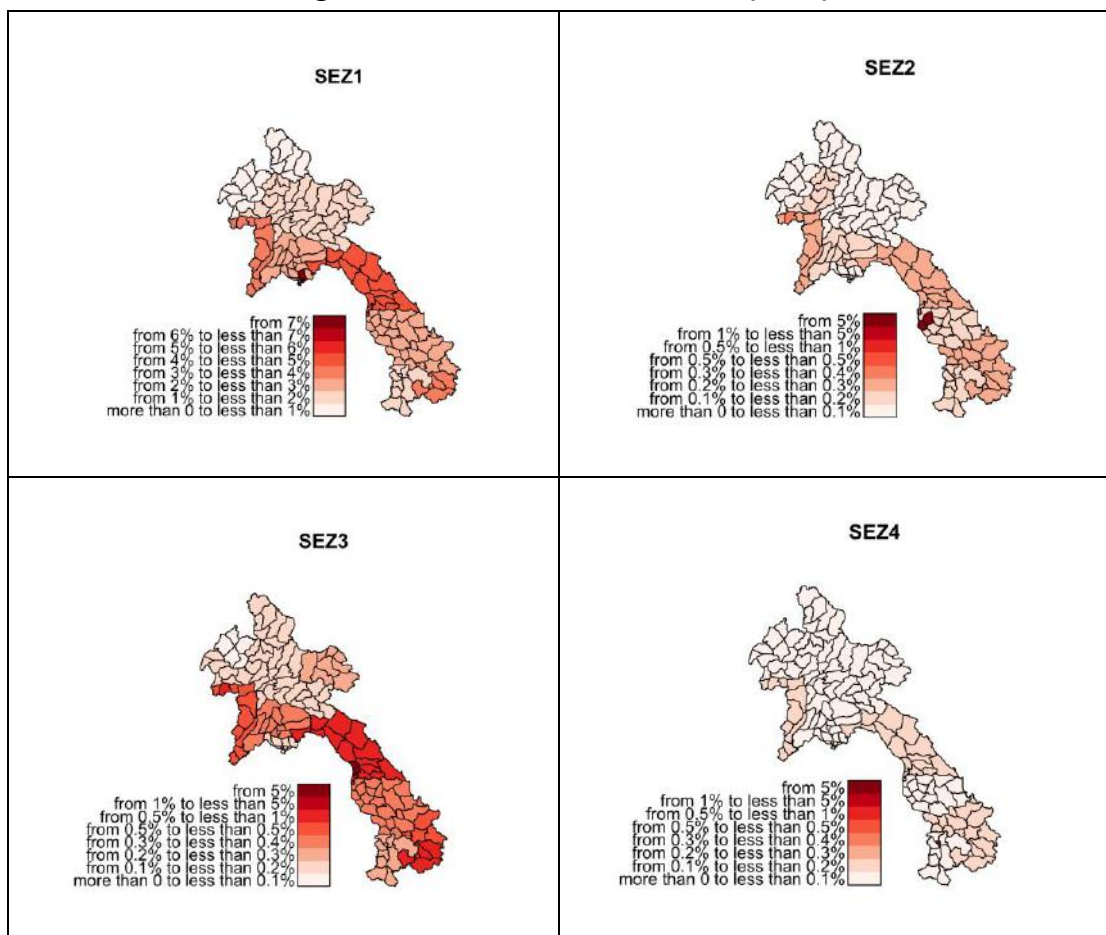 SEZ1
from 7%
from 6% to less than 7%
from 5% to less than 6%
from 4% to less than 5%
from 3% to less than 4%
from 2% to less than 3%
from 1% to less than 2%
more than 0 to less than 1%
SEZ2
from 5%
from 1% to less than 5%
from 0.5% to less than 1%
from 0.5% to less than 0.5%
from 0.3% to less than 0.4%
from 0.2% to less than 0.3%
from 0.1% to less than 0.2%
more than 0 to less than 0.1%
SEZ3
from 5%
from 1% to less than 5%
from 0.5% to less than 1%
from 0.5% to less than 0.5%
from 0.3% to less than 0.4%
from 0.2% to less than 0.3%
from 0.1% to less than 0.2%
more than 0 to less than 0.1%
SEZ4
from 5%
from 1% to less than 5%
from 0.5% to less than 1%
from 0.5% to less than 0.5%
from 0.3% to less than 0.4%
from 0.2% to less than 0.3%
from 0.1% to less than 0.2%
more than 0 to less than 0.1%